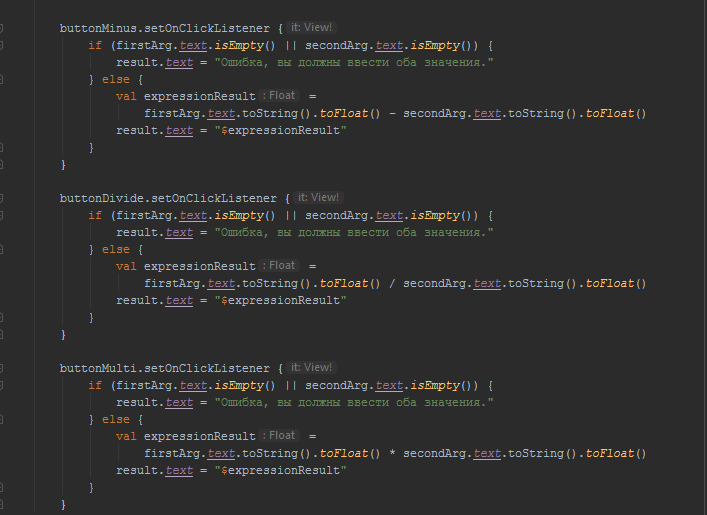 buttonMinus.setOnClickListener { it: View!
if (firstArg.text.isEmpty() || secondArg.text.isEmpty()) {
result.text = "Ошибка, вы должны ввести оба значения."
} else {
val expressionResult : Float =
firstArg.text.toString().toFloat() - secondArg.text.toString().toFloat()
result.text = "$expressionResult"
}
}
buttonDivide.setOnClickListener { it: View!
if (firstArg.text.isEmpty() || secondArg.text.isEmpty()) {
result.text = "Ошибка, вы должны ввести оба значения."
} else {
val expressionResult : Float =
firstArg.text.toString().toFloat() / secondArg.text.toString().toFloat()
result.text = "$expressionResult"
}
}
buttonMulti.setOnClickListener { it: View!
if (firstArg.text.isEmpty() || secondArg.text.isEmpty()) {
result.text = "Ошибка, вы должны ввести оба значения."
} else {
val expressionResult : Float =
firstArg.text.toString().toFloat() * secondArg.text.toString().toFloat()
result.text = "$expressionResult"
}
}